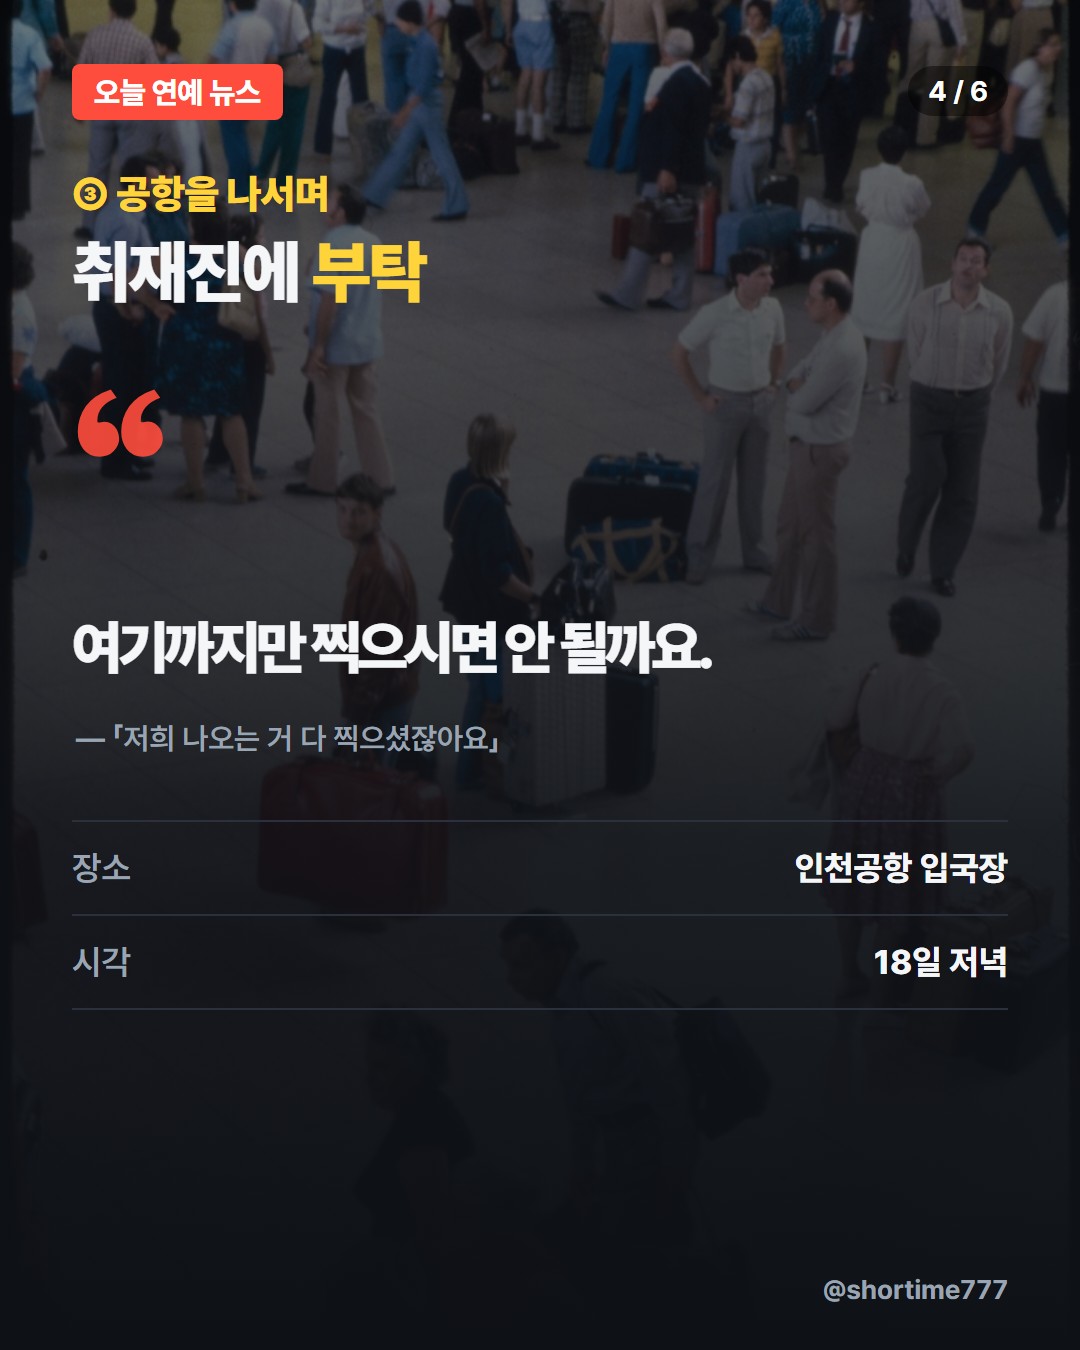 오늘 연예 뉴스
4 / 6
③ 공항을 나서며
취재진에 부탁
“
여기까지만 찍으시면 안 될까요.
— 「저희 나오는 거 다 찍으셨잖아요」
장소 인천공항 입국장
시각 18일 저녁
@shortime777